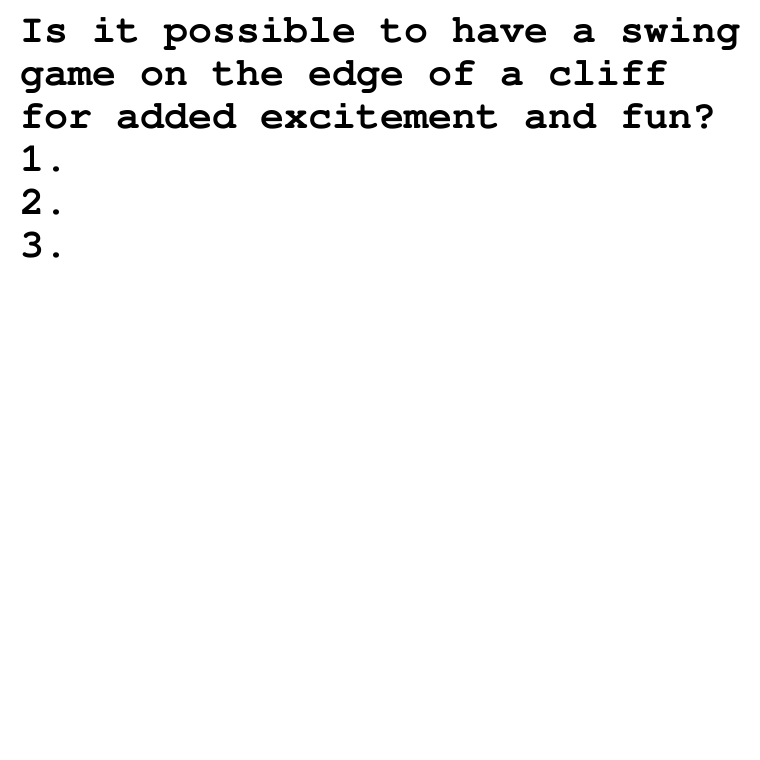 Is it possible to have a swing
game on the edge of a cliff
for added excitement and fun?
1.
2.
3.